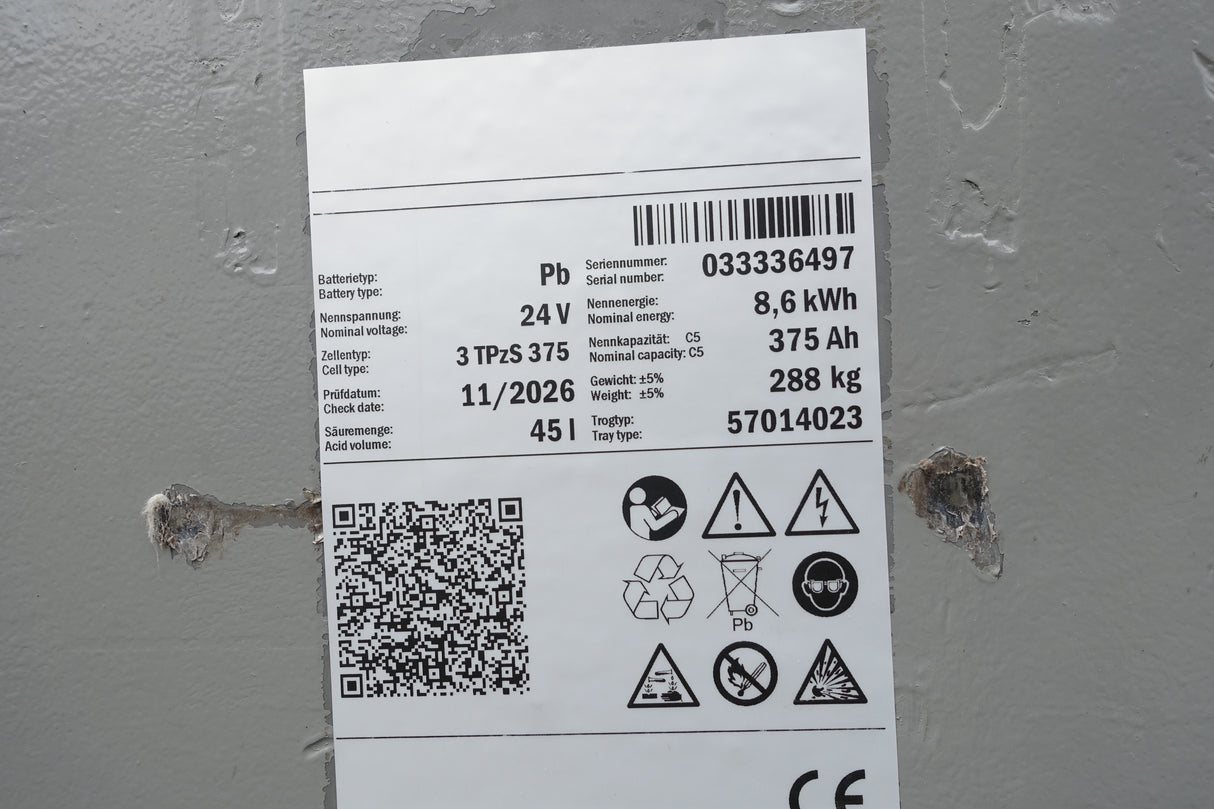 Batterietyp:
Battery type:
Pb
Nennspannung:
Nominal voltage:
24 V
Zellentyp:
Cell type:
3 TPzS 375
Prüfdatum:
Check date:
11/2026
Säuremenge:
Acid volume:
45 l
Seriennummer:
Serial number:
033336497
Nennenergie:
Nominal energy:
8,6 kWh
Nennkapazität: C5
Nominal capacity: C5
375 Ah
Gewicht: ±5%
Weight: ±5%
288 kg
Trogtyp:
Tray type:
57014023
Pb
CE